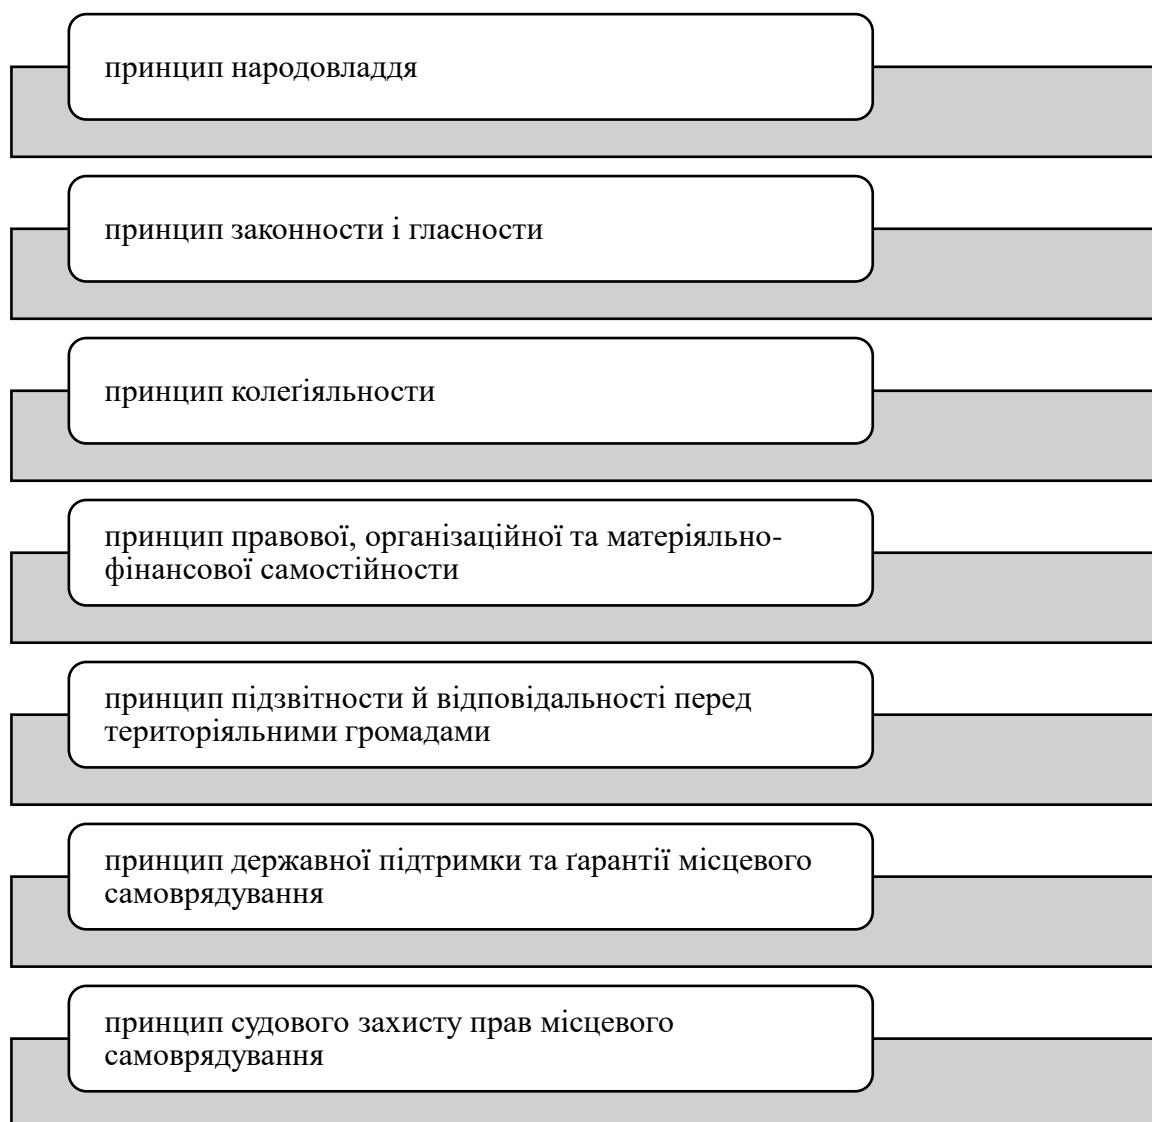 принцип народовладдя
принцип законности і гласности
принцип колеґіяльности
принцип правової, організаційної та матеріяльно-
фінансової самостійности
принцип підзвітности й відповідальності перед
територіяльними громадами
принцип державної підтримки та ґарантії місцевого
самоврядування
принцип судового захисту прав місцевого
самоврядування